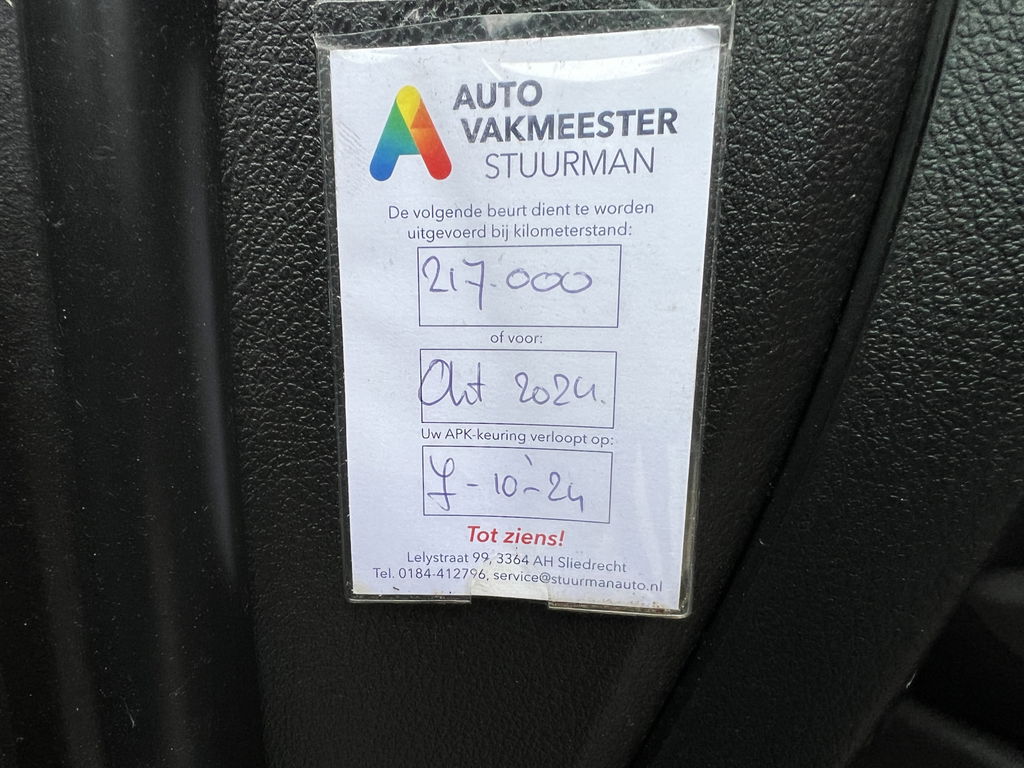 AUTO
VAKMEESTER
STUURMAN
De volgende beurt dient te worden
uitgevoerd bij kilometerstand:
217.000
of voor:
Okt 2024.
Uw APK-keuring verloopt op:
-10-24
Tot ziens!
Lelystraat 99, 3364 AH Sliedrecht
Tel. 0184-412796, service@stuurmanauto.nl